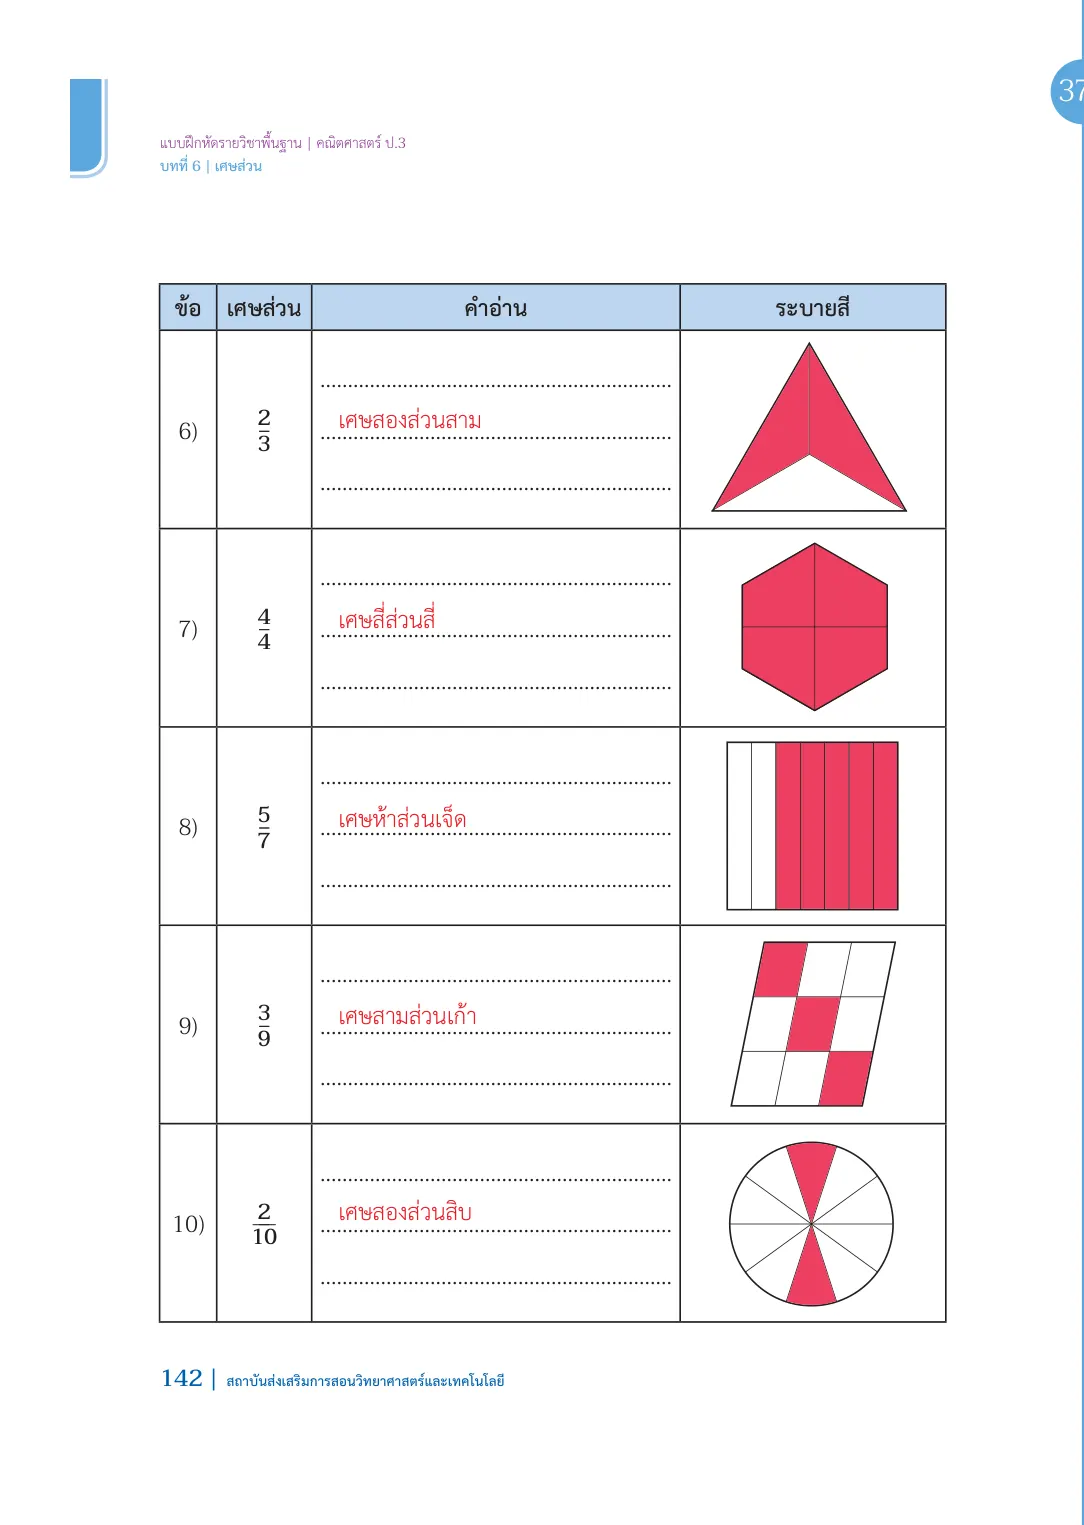 37
แบบฝึกหัดรายวิชาพื้นฐาน | คณิตศาสตร์ ป.3
บทที่ 6 | เศษส่วน
ข้อ เศษส่วน คำอ่าน ระบายสี
6) 2/3 เศษสองส่วนสาม
7) 4/4 เศษสี่ส่วนสี่
8) 5/7 เศษห้าส่วนเจ็ด
9) 3/9 เศษสามส่วนเก้า
10) 2/10 เศษสองส่วนสิบ
142 | สถาบันส่งเสริมการสอนวิทยาศาสตร์และเทคโนโลยี